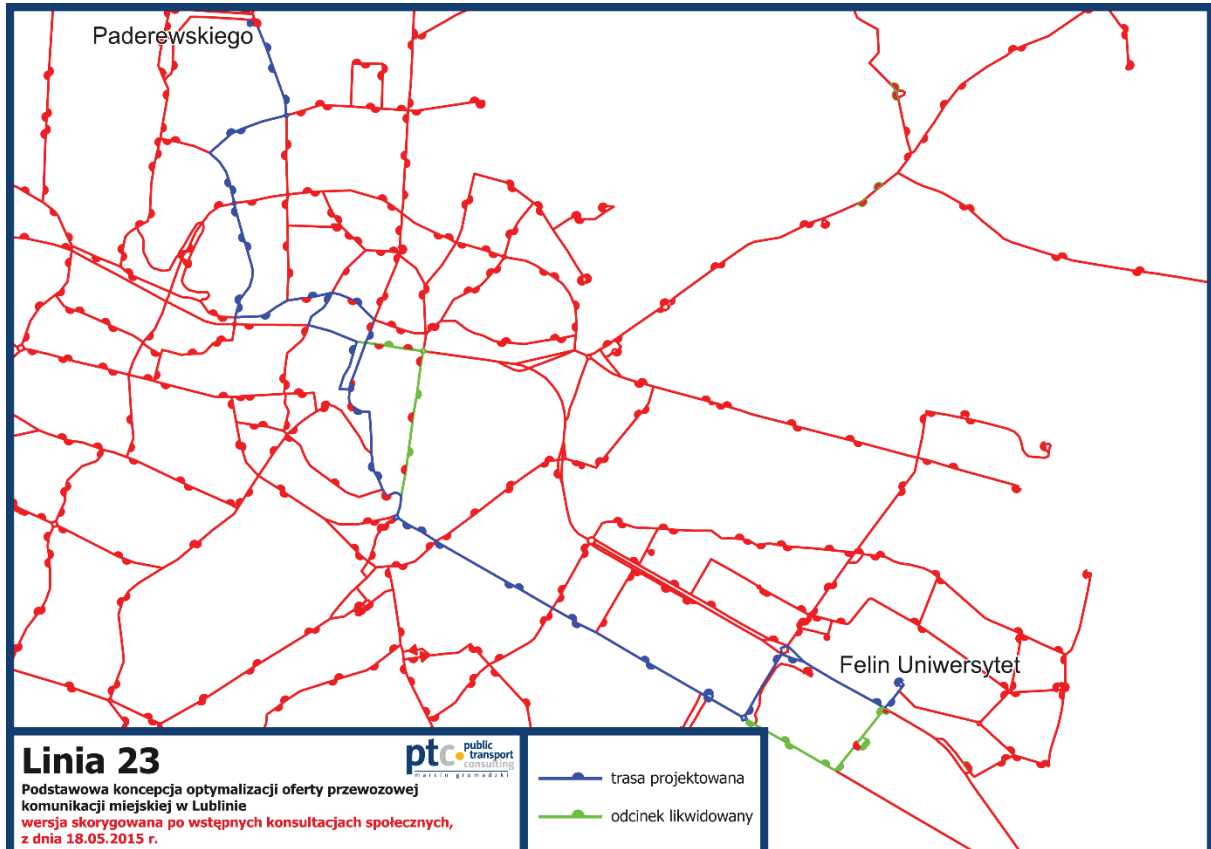 Paderewskiego
Felin Uniwersytet
Linia 23
ptc. public
transport
consulting
marcin gromadzki
Podstawowa koncepcja optymalizacji oferty przewozowej
komunikacji miejskiej w Lublinie
wersja skorygowana po wstępnych konsultacjach społecznych,
z dnia 18.05.2015 r.
trasa projektowana
odcinek likwidowany